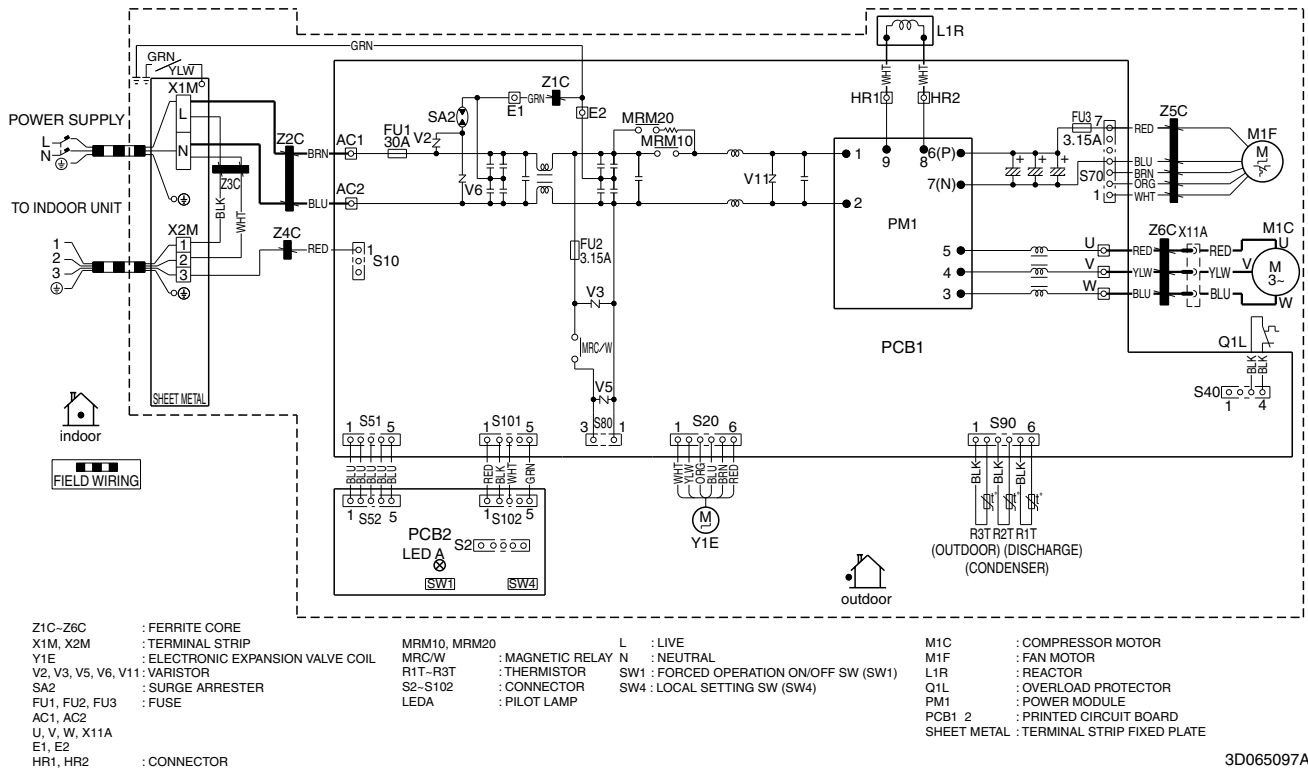 L1R
GRN
WHT WHT
HR1 HR2
GRN
YLW
X1M
L
N
POWER SUPPLY
L
N
Z3C
BLK
WHT
TO INDOOR UNIT
1
2
3
X2M
1
2
3
SHEET METAL
Z2C
BRN
BLU
Z4C
RED
AC1
AC2
1
S10
FU1
30A
V2
SA2
V6
E1
GRN
Z1C
E2
MRM20
MRM10
V11
FU2
3.15A
V3
MRC/W
V5
3 S80 1
1
2
9 8
6(P)
7(N)
PM1
5
4
3
PCB1
FU3
3.15A
7
S70
1
RED
BLU
BRN
ORG
WHT
Z5C
M1F
M
U
V
W
RED
YLW
BLU
Z6C
X11A
RED
YLW
BLU
M1C
U
V
W
M
3~
Q1L
BLK BLK
S40
1 4
indoor
FIELD WIRING
1 S51 5
BLU BLU BLU BLU BLU
1 S52 5
1 S101 5
RED BLK WHT GRN
1 S102 5
PCB2
LED A
S2
SW1
SW4
1 S20 6
WHT YLW ORG BLU BRN RED
M
Y1E
1 S90 6
BLK BLK BLK
t° t° t°
R3T R2T R1T
(OUTDOOR) (DISCHARGE)
(CONDENSER)
outdoor
Z1C~Z6C : FERRITE CORE
X1M, X2M : TERMINAL STRIP
Y1E : ELECTRONIC EXPANSION VALVE COIL
V2, V3, V5, V6, V11 : VARISTOR
SA2 : SURGE ARRESTER
FU1, FU2, FU3 : FUSE
AC1, AC2
U, V, W, X11A
E1, E2
HR1, HR2 : CONNECTOR
MRM10, MRM20
MRC/W : MAGNETIC RELAY
R1T~R3T : THERMISTOR
S2~S102 : CONNECTOR
LEDA : PILOT LAMP
L : LIVE
N : NEUTRAL
SW1 : FORCED OPERATION ON/OFF SW (SW1)
SW4 : LOCAL SETTING SW (SW4)
M1C : COMPRESSOR MOTOR
M1F : FAN MOTOR
L1R : REACTOR
Q1L : OVERLOAD PROTECTOR
PM1 : POWER MODULE
PCB1 2 : PRINTED CIRCUIT BOARD
SHEET METAL : TERMINAL STRIP FIXED PLATE
3D065097A